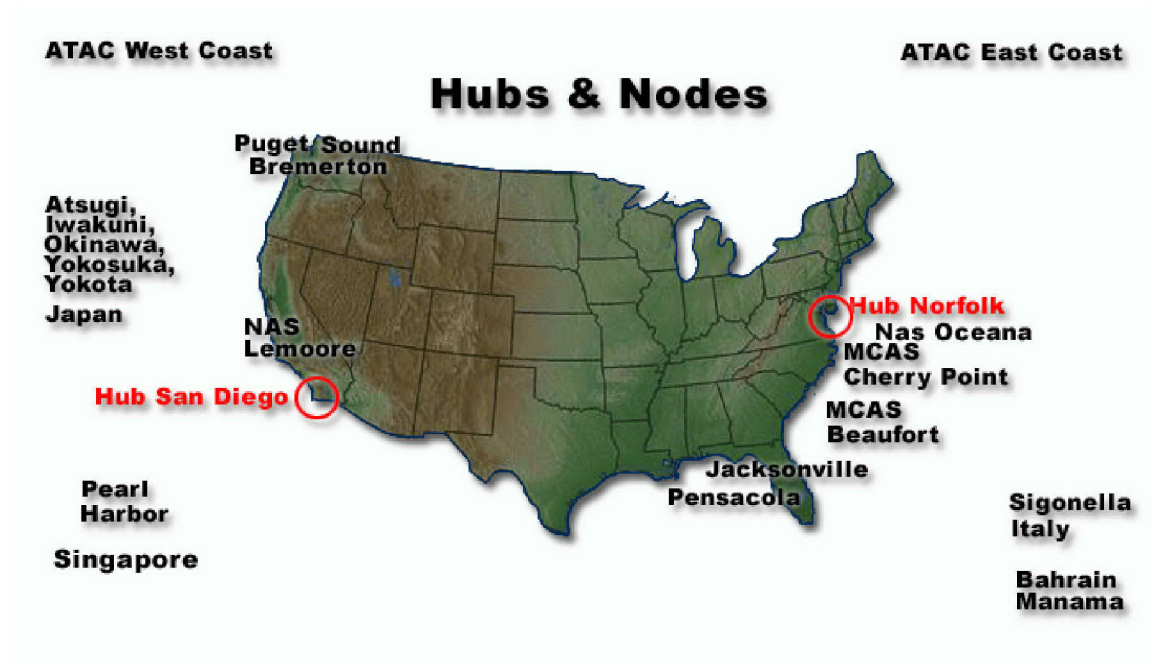 ATAC West Coast
ATAC East Coast
Hubs & Nodes
Puget Sound
Bremerton
Atsugi,
Iwakuni,
Okinawa,
Yokosuka,
Yokota
Japan
NAS
Lemoore
Hub San Diego
Hub Norfolk
Nas Oceana
MCAS
Cherry Point
MCAS
Beaufort
Jacksonville
Pensacola
Pearl
Harbor
Singapore
Sigonella
Italy
Bahrain
Manama